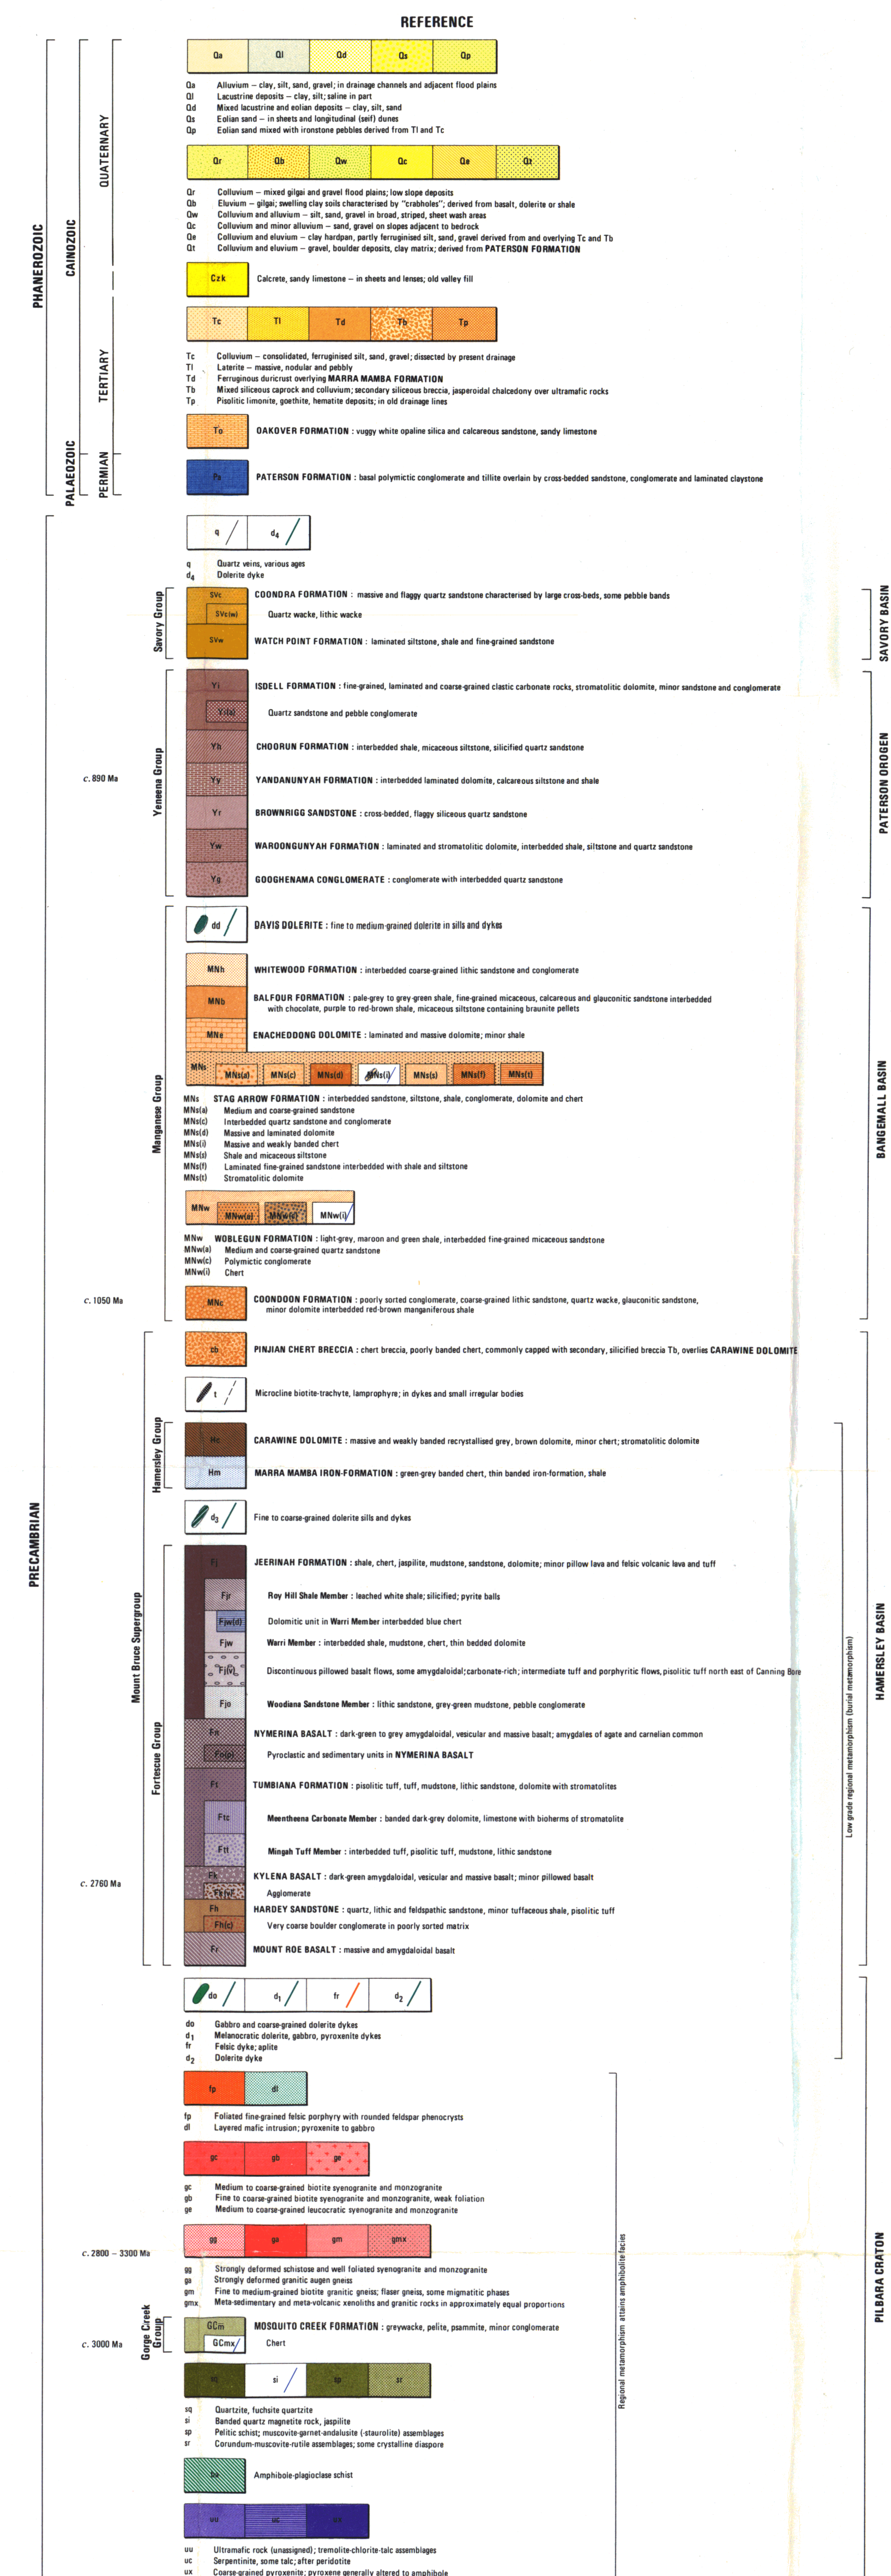 REFERENCE
Qa Ql Qd Qs Qp
Qa Alluvium – clay, silt, sand, gravel; in drainage channels and adjacent flood plains
Ql Lacustrine deposits – clay, silt; saline in part
Qd Mixed lacustrine and eolian deposits – clay, silt, sand
Qs Eolian sand – in sheets and longitudinal (seif) dunes
Qp Eolian sand mixed with ironstone pebbles derived from Tl and Tc
Qr Qb Qw Qc Qe Qt
Qr Colluvium – mixed gilgai and gravel flood plains; low slope deposits
Qb Eluvium – gilgai; swelling clay soils characterised by "crabholes"; derived from basalt, dolerite or shale
Qw Colluvium and alluvium – silt, sand, gravel in broad, striped, sheet wash areas
Qc Colluvium and minor alluvium – sand, gravel on slopes adjacent to bedrock
Qe Colluvium and eluvium – clay hardpan, partly ferruginised silt, sand, gravel derived from and overlying Tc and Tb
Qt Colluvium and eluvium – gravel, boulder deposits, clay matrix; derived from PATERSON FORMATION
QUATERNARY
CAINOZOIC
PHANEROZOIC
Czk Calcrete, sandy limestone – in sheets and lenses; old valley fill
Tc Tl Td Tb Tp
Tc Colluvium – consolidated, ferruginised silt, sand, gravel; dissected by present drainage
Tl Laterite – massive, nodular and pebbly
Td Ferruginous duricrust overlying MARRA MAMBA FORMATION
Tb Mixed siliceous caprock and colluvium; secondary siliceous breccia, jasperoidal chalcedony over ultramafic rocks
Tp Pisolitic limonite, goethite, hematite deposits; in old drainage lines
TERTIARY
To OAKOVER FORMATION : vuggy white opaline silica and calcareous sandstone, sandy limestone
PALAEOZOIC
PERMIAN
Pa PATERSON FORMATION : basal polymictic conglomerate and tillite overlain by cross-bedded sandstone, conglomerate and laminated claystone
q d4
q Quartz veins, various ages
d4 Dolerite dyke
Savory Group
SAVORY BASIN
SVc COONDRA FORMATION : massive and flaggy quartz sandstone characterised by large cross-beds, some pebble bands
SVc(w) Quartz wacke, lithic wacke
SVw WATCH POINT FORMATION : laminated siltstone, shale and fine-grained sandstone
Yeneena Group
PATERSON OROGEN
Yi ISDELL FORMATION : fine-grained, laminated and coarse-grained clastic carbonate rocks, stromatolitic dolomite, minor sandstone and conglomerate
Yi(a) Quartz sandstone and pebble conglomerate
Yh CHOORUN FORMATION : interbedded shale, micaceous siltstone, silicified quartz sandstone
c. 890 Ma
Yy YANDANUNYAH FORMATION : interbedded laminated dolomite, calcareous siltstone and shale
Yr BROWNRIGG SANDSTONE : cross-bedded, flaggy siliceous quartz sandstone
Yw WAROONGUNYAH FORMATION : laminated and stromatolitic dolomite, interbedded shale, siltstone and quartz sandstone
Yg GOOGHENAMA CONGLOMERATE : conglomerate with interbedded quartz sandstone
Manganese Group
BANGEMALL BASIN
dd DAVIS DOLERITE : fine to medium-grained dolerite in sills and dykes
MNh WHITEWOOD FORMATION : interbedded coarse-grained lithic sandstone and conglomerate
MNb BALFOUR FORMATION : pale-grey to grey-green shale, fine-grained micaceous, calcareous and glauconitic sandstone interbedded
with chocolate, purple to red-brown shale, micaceous siltstone containing braunite pellets
MNe ENACHEDDONG DOLOMITE : laminated and massive dolomite; minor shale
MNs MNs(a) MNs(c) MNs(d) MNs(i) MNs(s) MNs(f) MNs(t)
MNs STAG ARROW FORMATION : interbedded sandstone, siltstone, shale, conglomerate, dolomite and chert
MNs(a) Medium and coarse-grained sandstone
MNs(c) Interbedded quartz sandstone and conglomerate
MNs(d) Massive and laminated dolomite
MNs(i) Massive and weakly banded chert
MNs(s) Shale and micaceous siltstone
MNs(f) Laminated fine-grained sandstone interbedded with shale and siltstone
MNs(t) Stromatolitic dolomite
MNw MNw(a) MNw(c) MNw(i)
MNw WOBLEGUN FORMATION : light-grey, maroon and green shale, interbedded fine-grained micaceous sandstone
MNw(a) Medium and coarse-grained quartz sandstone
MNw(c) Polymictic conglomerate
MNw(i) Chert
c. 1050 Ma
MNc COONDOON FORMATION : poorly sorted conglomerate, coarse-grained lithic sandstone, quartz wacke, glauconitic sandstone,
minor dolomite interbedded red-brown manganiferous shale
PRECAMBRIAN
Mount Bruce Supergroup
HAMERSLEY BASIN
cb PINJIAN CHERT BRECCIA : chert breccia, poorly banded chert, commonly capped with secondary, silicified breccia Tb, overlies CARAWINE DOLOMITE
t Microcline biotite-trachyte, lamprophyre; in dykes and small irregular bodies
Hamersley Group
Hc CARAWINE DOLOMITE : massive and weakly banded recrystallised grey, brown dolomite, minor chert; stromatolitic dolomite
Hm MARRA MAMBA IRON-FORMATION : green-grey banded chert, thin banded iron-formation, shale
d3 Fine to coarse-grained dolerite sills and dykes
Fortescue Group
Low grade regional metamorphism (burial metamorphism)
Fj JEERINAH FORMATION : shale, chert, jaspilite, mudstone, sandstone, dolomite; minor pillow lava and felsic volcanic lava and tuff
Fjr Roy Hill Shale Member : leached white shale; silicified; pyrite balls
Fjw(d) Dolomitic unit in Warri Member interbedded blue chert
Fjw Warri Member : interbedded shale, mudstone, chert, thin bedded dolomite
Fj(v) Discontinuous pillowed basalt flows, some amygdaloidal; carbonate-rich; intermediate tuff and porphyritic flows, pisolitic tuff north east of Canning Bore
Fjo Woodiana Sandstone Member : lithic sandstone, grey-green mudstone, pebble conglomerate
Fn NYMERINA BASALT : dark-green to grey amygdaloidal, vesicular and massive basalt; amygdales of agate and carnelian common
Fn(p) Pyroclastic and sedimentary units in NYMERINA BASALT
Ft TUMBIANA FORMATION : pisolitic tuff, tuff, mudstone, lithic sandstone, dolomite with stromatolites
Ftc Meentheena Carbonate Member : banded dark-grey dolomite, limestone with bioherms of stromatolite
Ftt Mingah Tuff Member : interbedded tuff, pisolitic tuff, mudstone, lithic sandstone
c. 2760 Ma
Fk KYLENA BASALT : dark-green amygdaloidal, vesicular and massive basalt; minor pillowed basalt
Fk(v) Agglomerate
Fh HARDEY SANDSTONE : quartz, lithic and feldspathic sandstone, minor tuffaceous shale, pisolitic tuff
Fh(c) Very coarse boulder conglomerate in poorly sorted matrix
Fr MOUNT ROE BASALT : massive and amygdaloidal basalt
do d1 fr d2
do Gabbro and coarse-grained dolerite dykes
d1 Melanocratic dolerite, gabbro, pyroxenite dykes
fr Felsic dyke; aplite
d2 Dolerite dyke
PILBARA CRATON
Regional metamorphism attains amphibolite facies
fp dl
fp Foliated fine-grained felsic porphyry with rounded feldspar phenocrysts
dl Layered mafic intrusion; pyroxenite to gabbro
gc gb ge
gc Medium to coarse-grained biotite syenogranite and monzogranite
gb Fine to coarse-grained biotite syenogranite and monzogranite, weak foliation
ge Medium to coarse-grained leucocratic syenogranite and monzogranite
c. 2800 – 3300 Ma
gg ga gm gmx
gg Strongly deformed schistose and well foliated syenogranite and monzogranite
ga Strongly deformed granitic augen gneiss
gm Fine to medium-grained biotite granitic gneiss; flaser gneiss, some migmatitic phases
gmx Meta-sedimentary and meta-volcanic xenoliths and granitic rocks in approximately equal proportions
Gorge Creek
Group
GCm MOSQUITO CREEK FORMATION : greywacke, pelite, psammite, minor conglomerate
c. 3000 Ma
GCmx Chert
sq si sp sr
sq Quartzite, fuchsite quartzite
si Banded quartz magnetite rock, jaspilite
sp Pelitic schist; muscovite-garnet-andalusite (-staurolite) assemblages
sr Corundum-muscovite-rutile assemblages; some crystalline diaspore
ba Amphibole-plagioclase schist
uu uc ux
uu Ultramafic rock (unassigned); tremolite-chlorite-talc assemblages
uc Serpentinite, some talc; after peridotite
ux Coarse-grained pyroxenite; pyroxene generally altered to amphibole